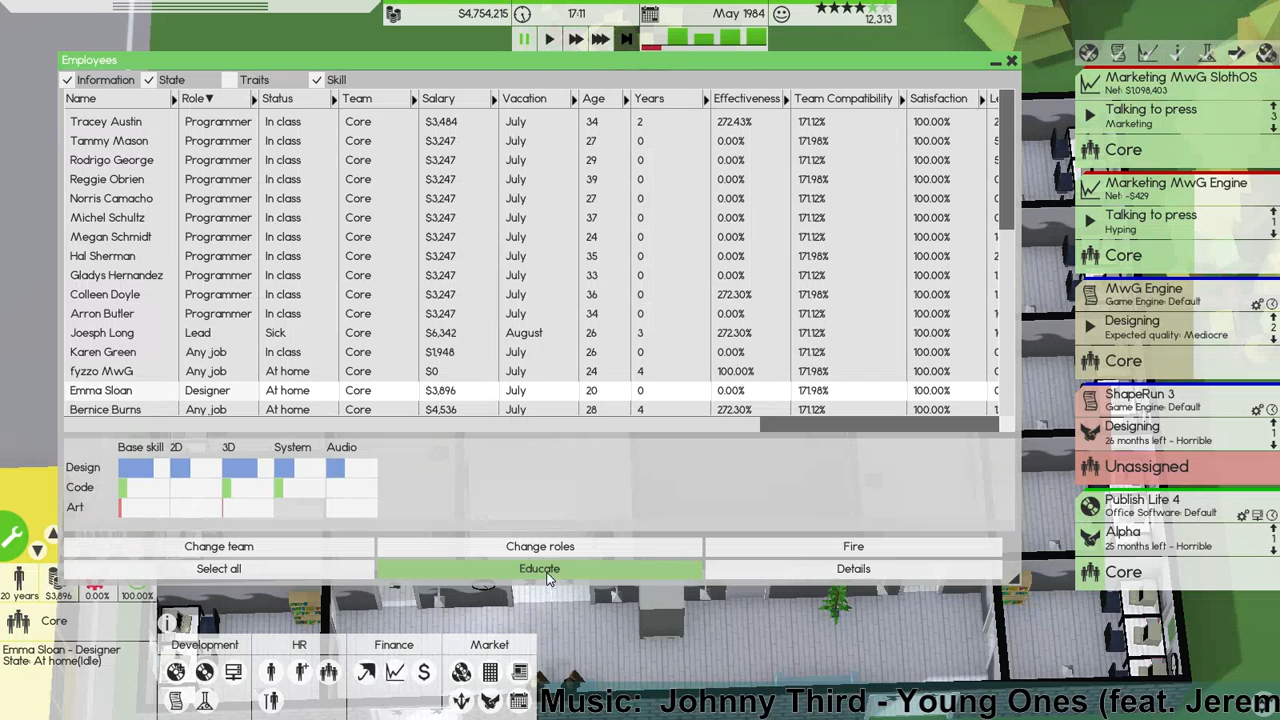 $4,754,215
17:11
May 1984
12,313
Employees
Information State Traits Skill
Name Role▼ Status Team Salary Vacation Age Years Effectiveness Team Compatibility Satisfaction
Tracey Austin Programmer In class Core $3,484 July 34 2 272.43% 171.12% 100.00%
Tammy Mason Programmer In class Core $3,247 July 27 0 0.00% 171.98% 100.00%
Rodrigo George Programmer In class Core $3,247 July 29 0 0.00% 171.12% 100.00%
Reggie Obrien Programmer In class Core $3,247 July 39 0 0.00% 171.98% 100.00%
Norris Camacho Programmer In class Core $3,247 July 27 0 0.00% 171.98% 100.00%
Michel Schultz Programmer In class Core $3,247 July 37 0 0.00% 171.12% 100.00%
Megan Schmidt Programmer In class Core $3,247 July 24 0 0.00% 171.12% 100.00%
Hal Sherman Programmer In class Core $3,247 July 35 0 0.00% 171.98% 100.00%
Gladys Hernandez Programmer In class Core $3,247 July 33 0 0.00% 171.12% 100.00%
Colleen Doyle Programmer In class Core $3,247 July 36 0 272.30% 171.98% 100.00%
Arron Butler Programmer In class Core $3,247 July 34 0 0.00% 171.12% 100.00%
Joesph Long Lead Sick Core $6,342 August 26 3 272.30% 171.12% 100.00%
Karen Green Any job In class Core $1,948 July 26 0 0.00% 171.12% 100.00%
fyzzo MwG Any job At home Core $0 July 24 4 100.00% 171.12% 100.00%
Emma Sloan Designer At home Core $3,896 July 20 0 0.00% 171.98% 100.00%
Bernice Burns Any job At home Core $4,536 July 28 4 272.30% 171.12% 100.00%
Base skill 2D 3D System Audio
Design
Code
Art
Change team Change roles Fire
Select all Educate Details
Marketing MwG SlothOS
Net: $1,098,403
Talking to press
Marketing
3
Core
Marketing MwG Engine
Net: -$429
Talking to press
Hyping
1
Core
MwG Engine
Game Engine: Default
Designing
Expected quality: Mediocre
2
Core
ShapeRun 3
Game Engine: Default
Designing
26 months left - Horrible
1
Unassigned
Publish Life 4
Office Software: Default
Alpha
25 months left - Horrible
1
Core
20 years $3,896 0.00% 100.00%
Core
Emma Sloan - Designer
State: At home(Idle)
Development HR Finance Market
Music: Johnny Third - Young Ones (feat. Jerem